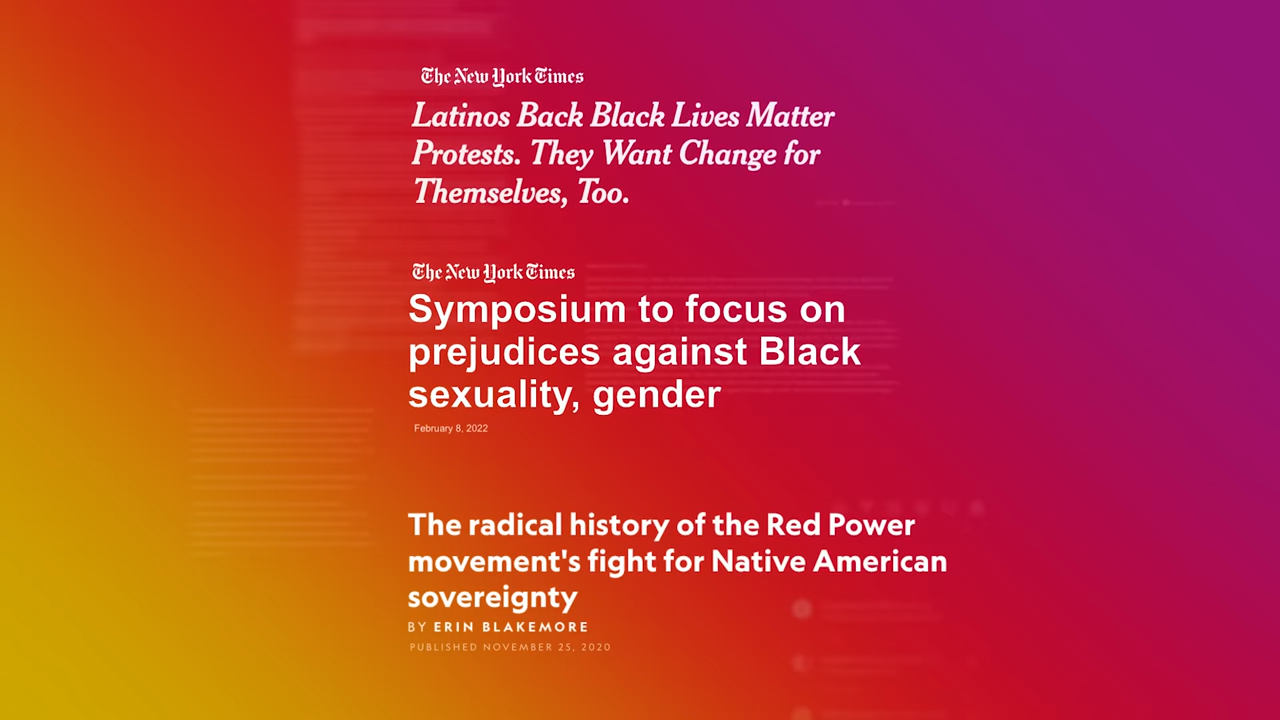 The New York Times
Latinos Back Black Lives Matter
Protests. They Want Change for
Themselves, Too.
The New York Times
Symposium to focus on
prejudices against Black
sexuality, gender
February 8, 2022
The radical history of the Red Power
movement's fight for Native American
sovereignty
BY ERIN BLAKEMORE
PUBLISHED NOVEMBER 25, 2020